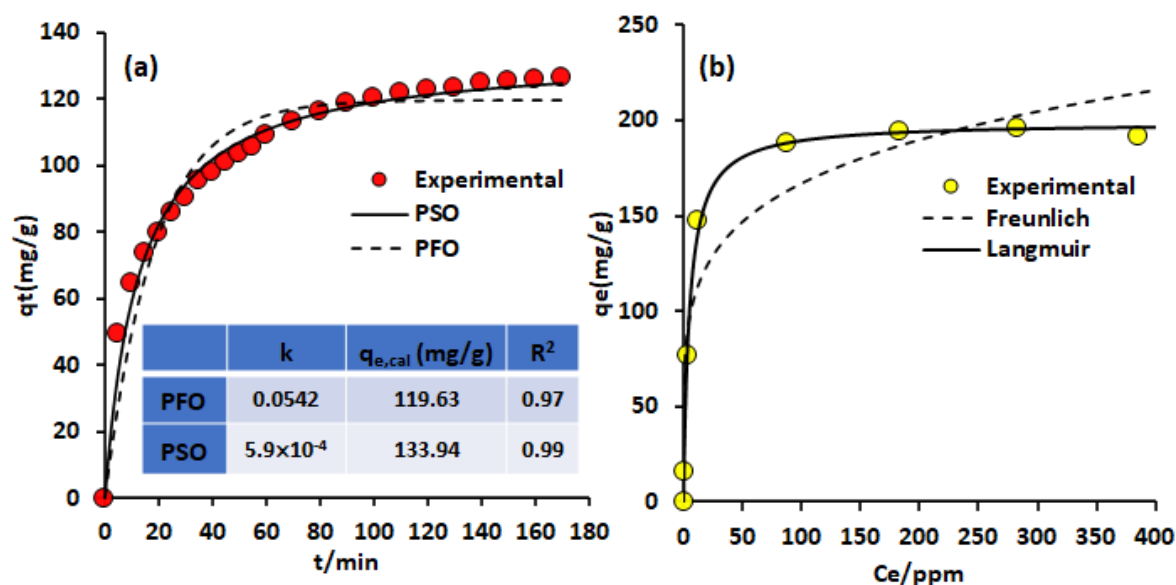 (a)
qt(mg/g)
140
120
100
80
60
40
20
0
Experimental
PSO
PFO
k q<sub>e,cal</sub> (mg/g) R²
PFO 0.0542 119.63 0.97
PSO 5.9×10⁻⁴ 133.94 0.99
0 20 40 60 80 100 120 140 160 180
t/min
(b)
qe(mg/g)
250
200
150
100
50
0
Experimental
Freunlich
Langmuir
0 50 100 150 200 250 300 350 400
Ce/ppm